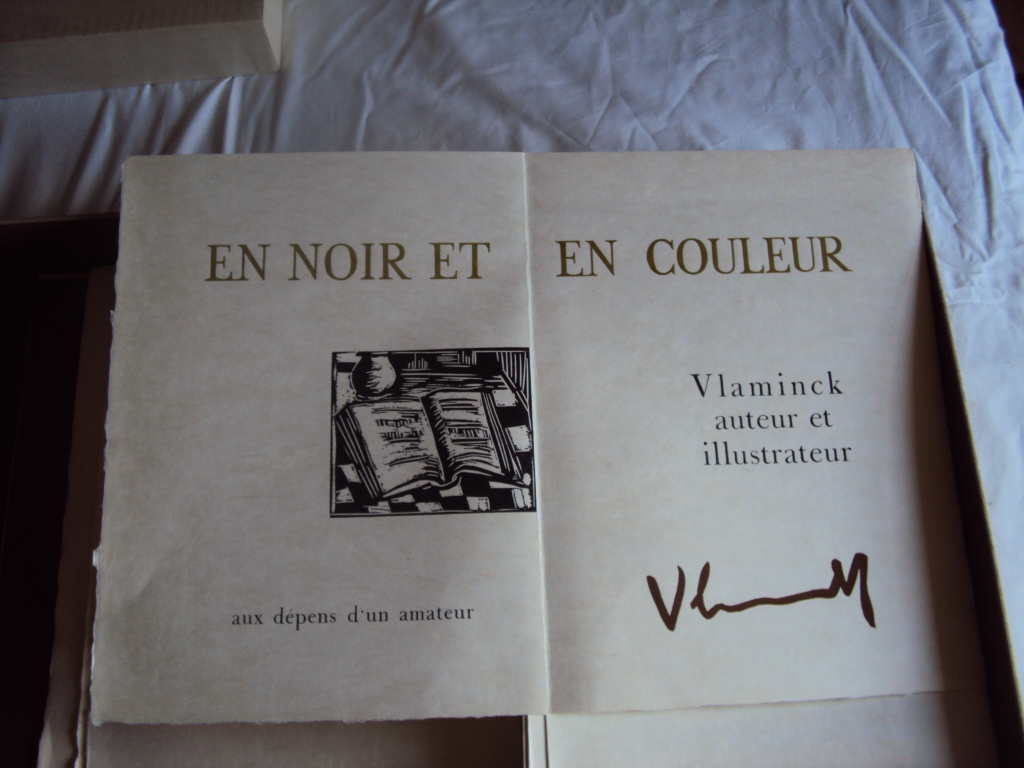 EN NOIR ET EN COULEUR
Vlaminck
auteur et
illustrateur
aux dépens d'un amateur